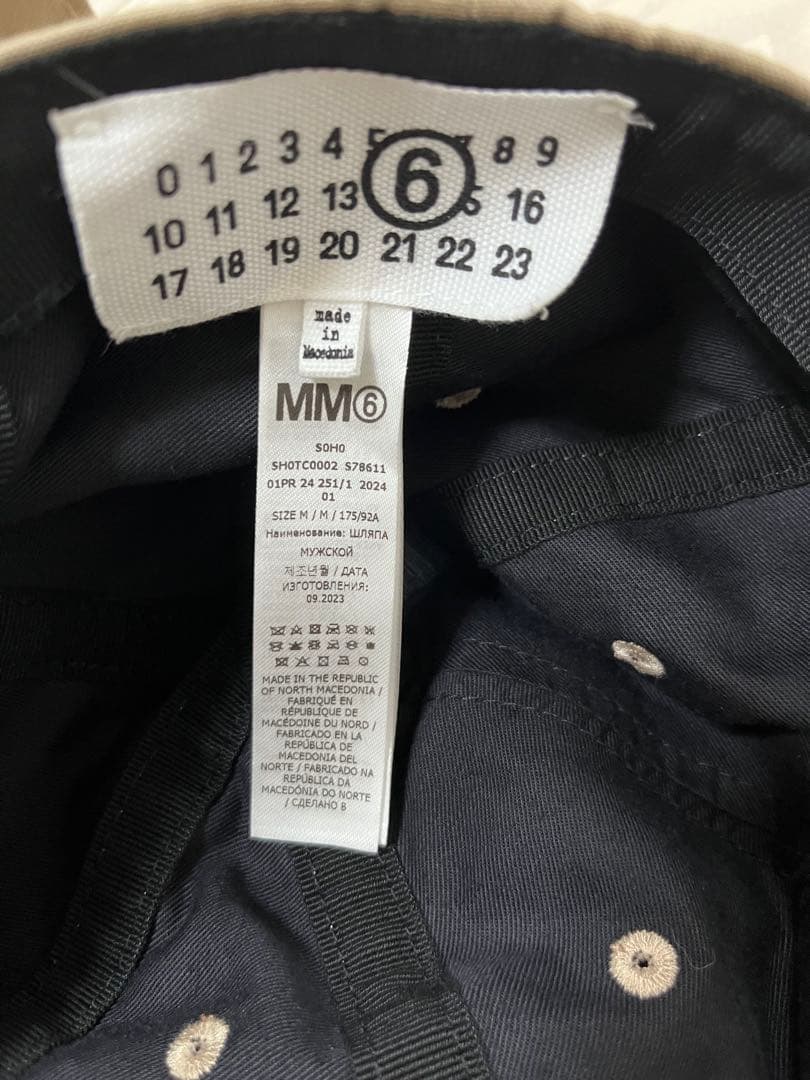 0 1 2 3 4 6 8 9
10 11 12 13 16
17 18 19 20 21 22 23
made
in
Macedonia
MM⑥
S0H0
SH0TC0002 S78611
01PR 24 251/1 2024
01
SIZE M / M / 175/92A
Наименование: ШЛЯПА
МУЖСКОЙ
제조년월 / ДАТА
ИЗГОТОВЛЕНИЯ:
09.2023
MADE IN THE REPUBLIC
OF NORTH MACEDONIA /
FABRIQUÉ EN
RÉPUBLIQUE DE
MACÉDOINE DU NORD /
FABRICADO EN LA
REPÚBLICA DE
MACEDONIA DEL
NORTE / FABRICADO NA
REPÚBLICA DA
MACEDÓNIA DO NORTE
/ СДЕЛАНО В